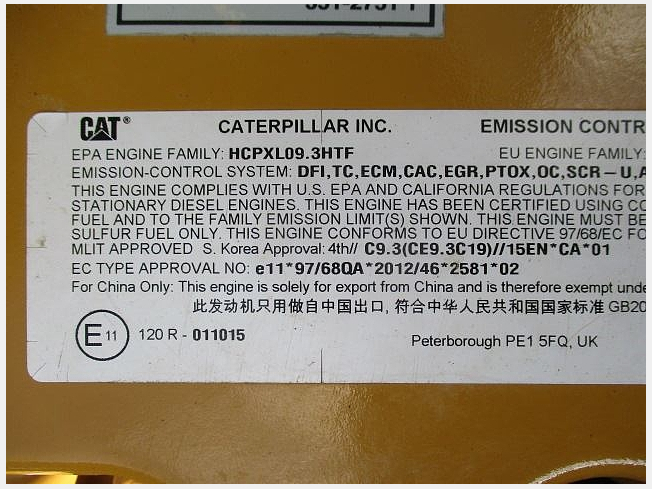 CAT® CATERPILLAR INC. EMISSION CONTR
EPA ENGINE FAMILY: HCPXL09.3HTF EU ENGINE FAMILY:
EMISSION-CONTROL SYSTEM: DFI,TC,ECM,CAC,EGR,PTOX,OC,SCR-U,A
THIS ENGINE COMPLIES WITH U.S. EPA AND CALIFORNIA REGULATIONS FOR
STATIONARY DIESEL ENGINES. THIS ENGINE HAS BEEN CERTIFIED USING
FUEL AND TO THE FAMILY EMISSION LIMIT(S) SHOWN. THIS ENGINE MUST BE
SULFUR FUEL ONLY. THIS ENGINE CONFORMS TO EU DIRECTIVE 97/68/EC
MLIT APPROVED S. Korea Approval: 4th// C9.3(CE9.3C19)//15EN*CA*01
EC TYPE APPROVAL NO: e11*97/68QA*2012/46*2581*02
For China Only: This engine is solely for export from China and is therefore exempt unde
此发动机只用做自中国出口, 符合中华人民共和国国家标准 GB20
E11 120 R - 011015
Peterborough PE1 5FQ, UK